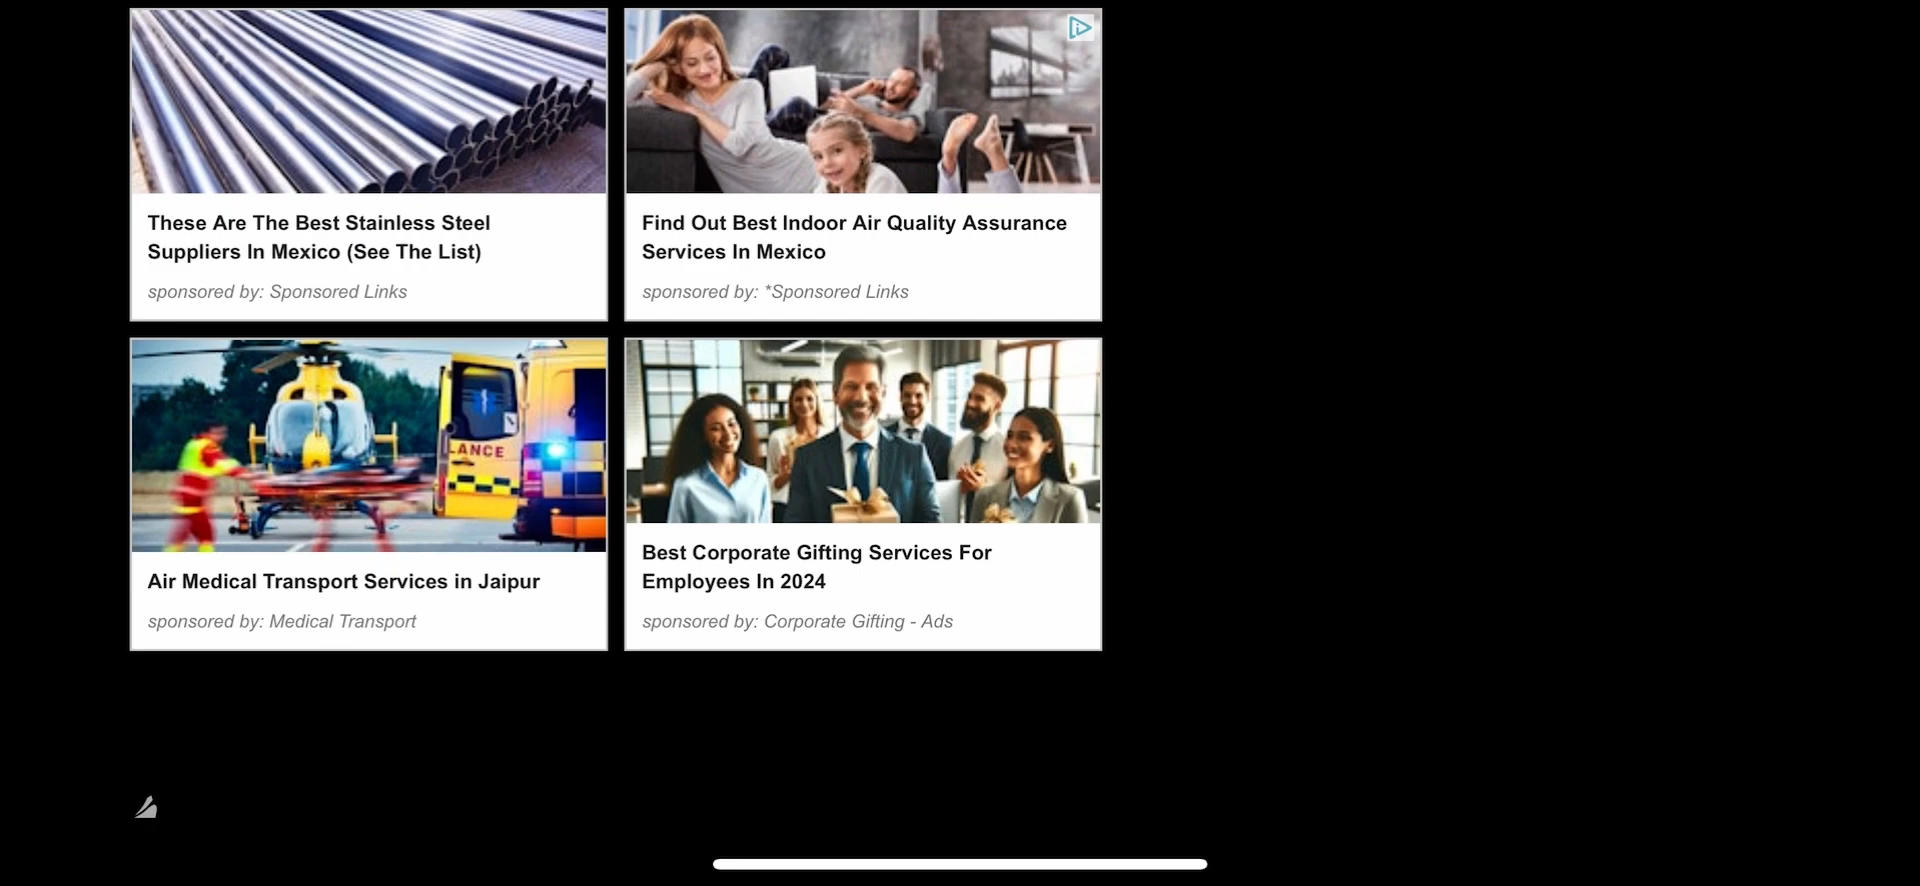 These Are The Best Stainless Steel
Suppliers In Mexico (See The List)
sponsored by: Sponsored Links
Find Out Best Indoor Air Quality Assurance
Services In Mexico
sponsored by: *Sponsored Links
LANCE
Air Medical Transport Services in Jaipur
sponsored by: Medical Transport
Best Corporate Gifting Services For
Employees In 2024
sponsored by: Corporate Gifting - Ads